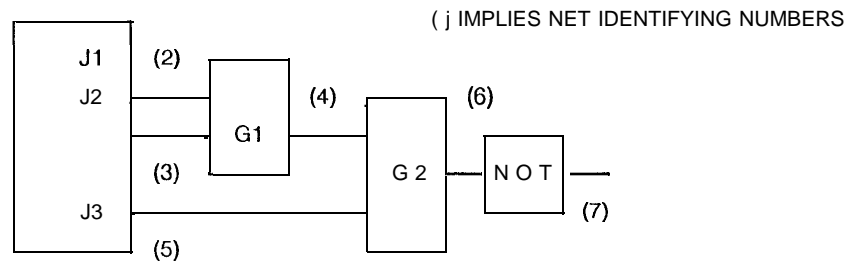 ( j IMPLIES NET IDENTIFYING NUMBERS
J1 (2)
J2 (4) (6)
G1
(3) G 2 N O T
J3 (7)
(5)